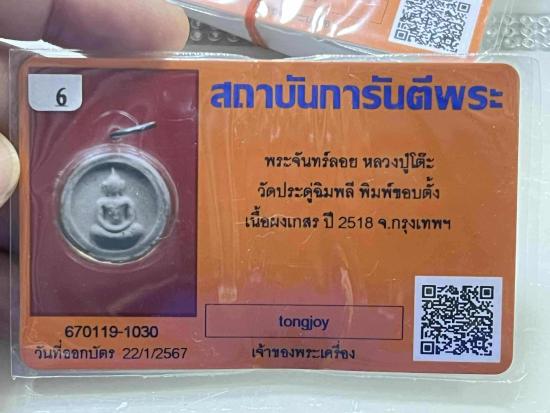 6
สถาบันการันตีพระ
พระจันทร์ลอย หลวงปู่โต๊ะ
วัดประดู่ฉิมพลี พิมพ์ขอบตั้ง
เนื้อผงเกสร ปี 2518 จ.กรุงเทพฯ
tongjoy
670119-1030
วันที่ออกบัตร 22/1/2567
เจ้าของพระเครื่อง